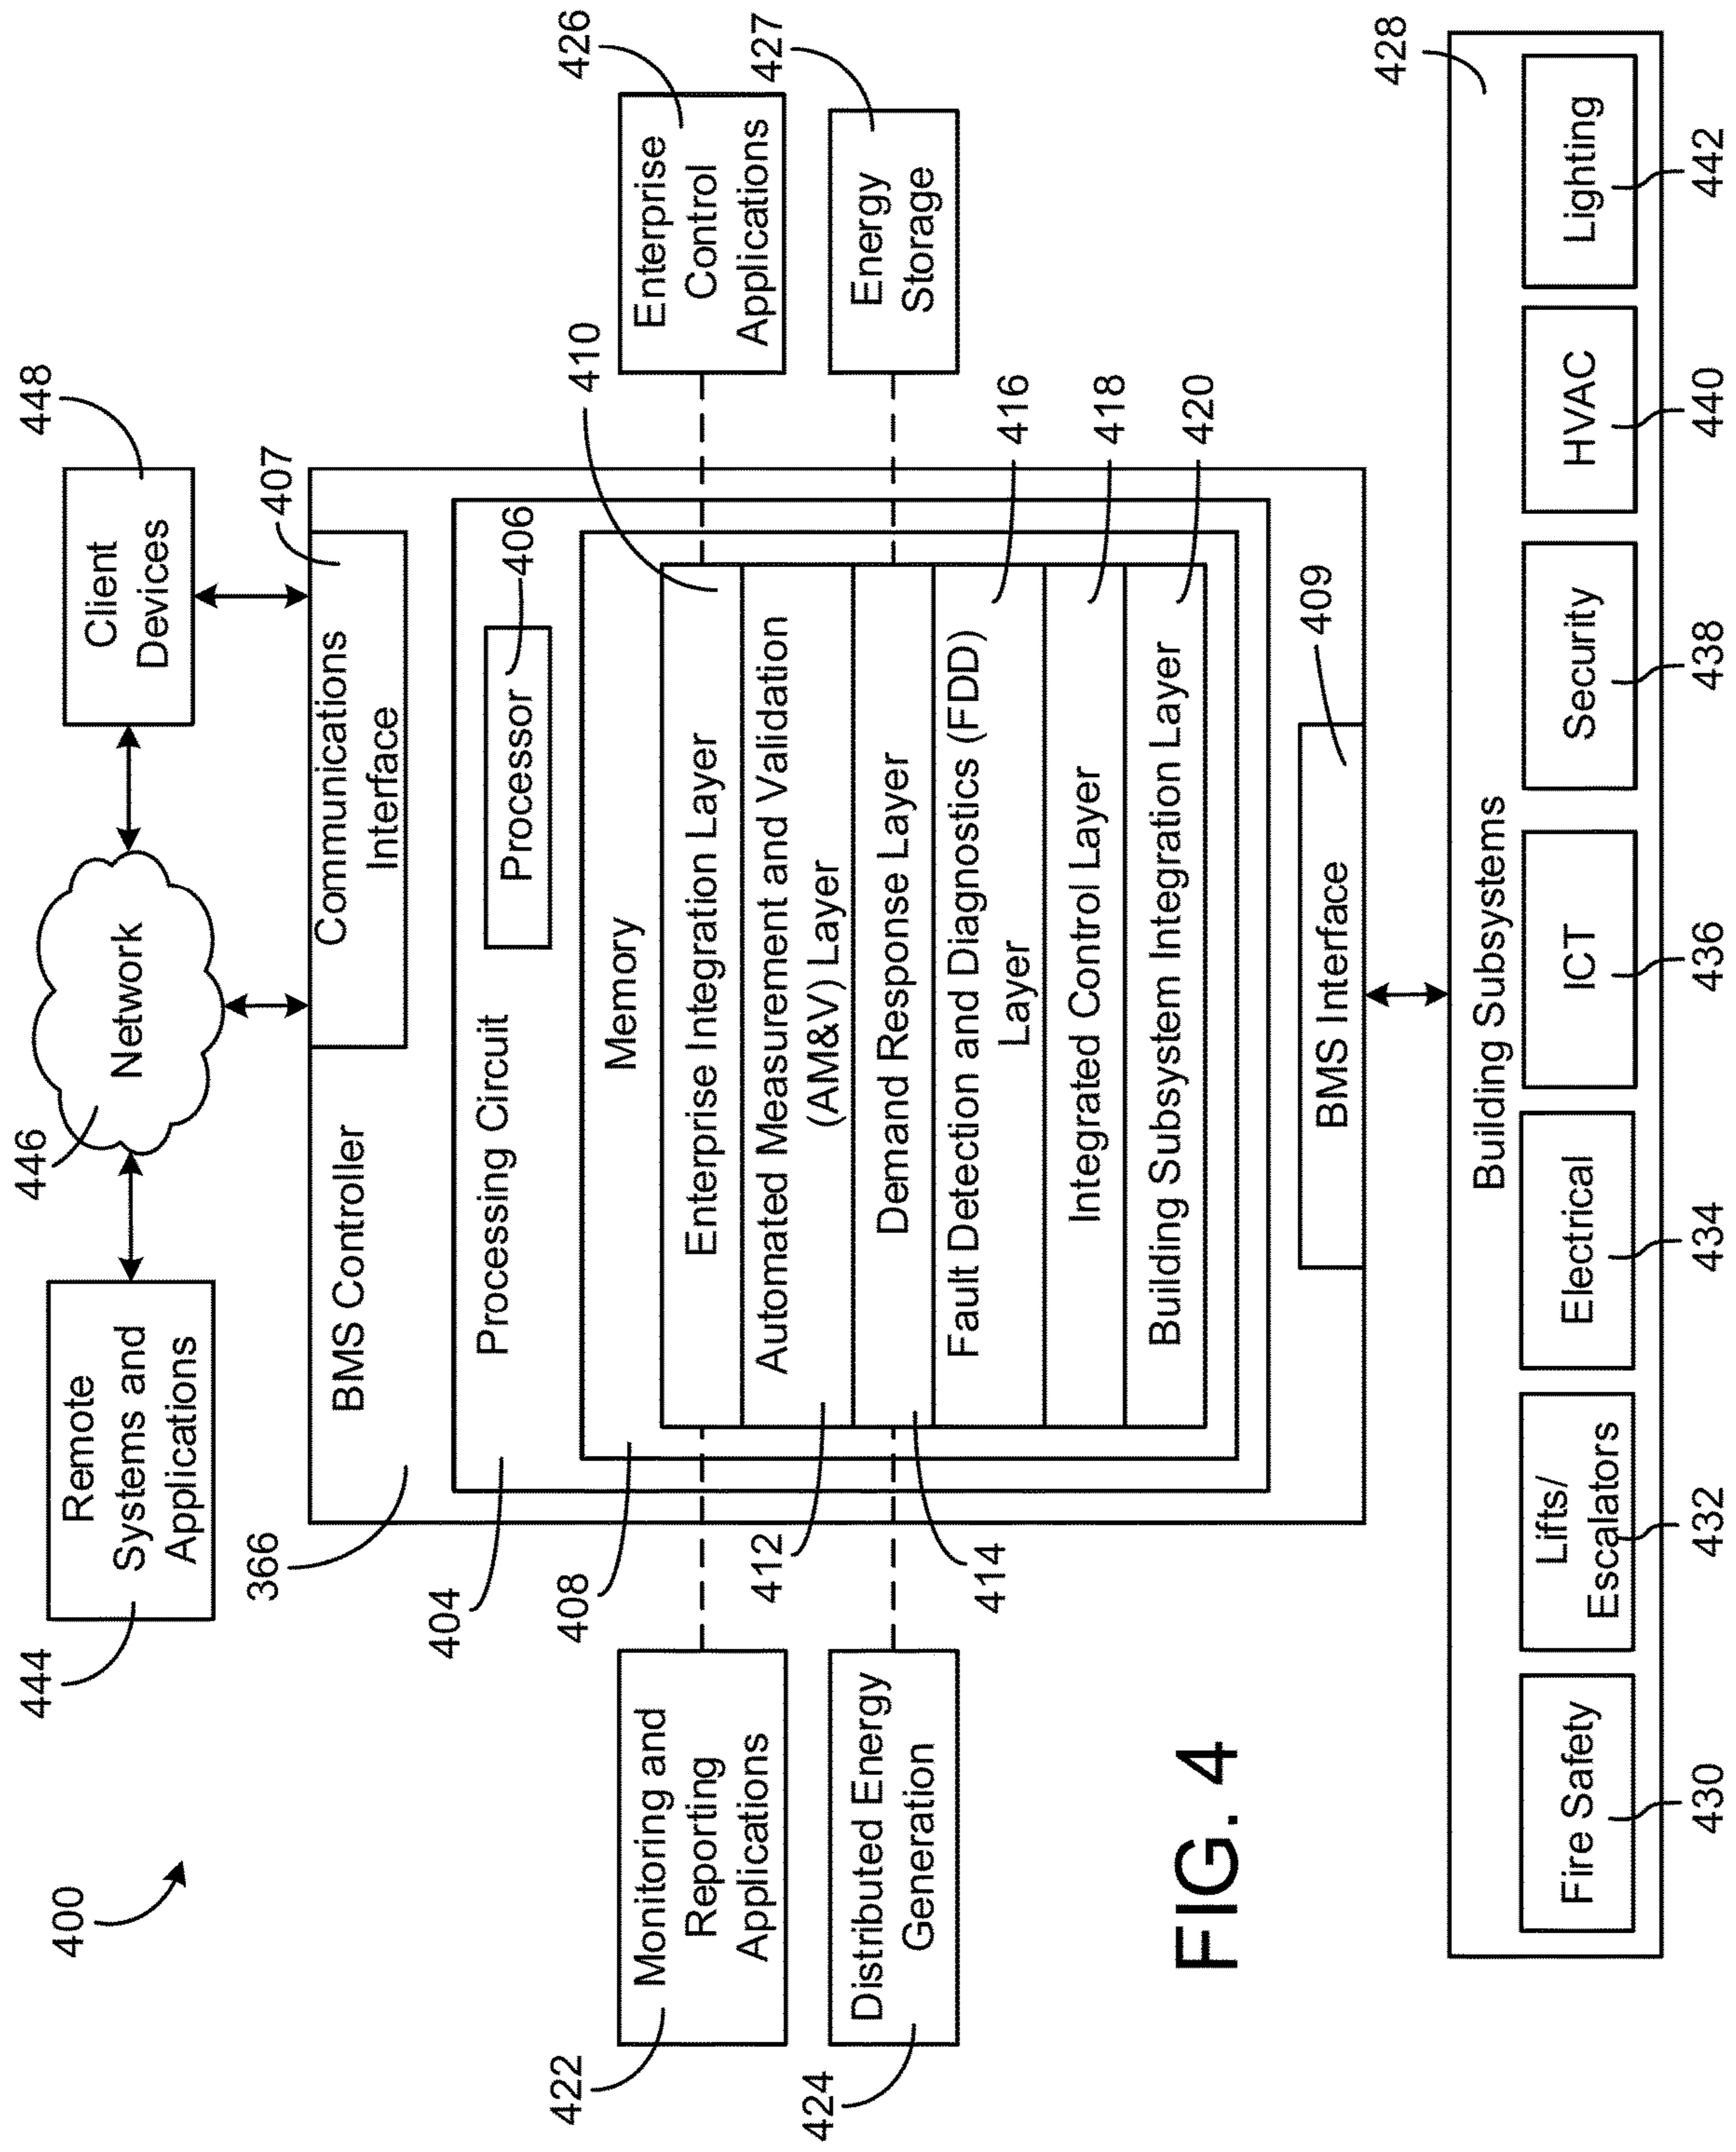 400
444
Remote
Systems and
Applications
446
Network
448
Client
Devices
366
BMS Controller
407
Communications
Interface
404
Processing Circuit
Processor
406
408
Memory
410
Enterprise Integration Layer
Automated Measurement and Validation
(AM&V) Layer
412
Demand Response Layer
414
Fault Detection and Diagnostics (FDD)
Layer
416
Integrated Control Layer
418
Building Subsystem Integration Layer
420
422
Monitoring and
Reporting
Applications
424
Distributed Energy
Generation
426
Enterprise
Control
Applications
427
Energy
Storage
BMS Interface
409
FIG. 4
428
Building Subsystems
Fire Safety
Lifts/
Escalators
Electrical
ICT
Security
HVAC
Lighting
430
432
434
436
438
440
442